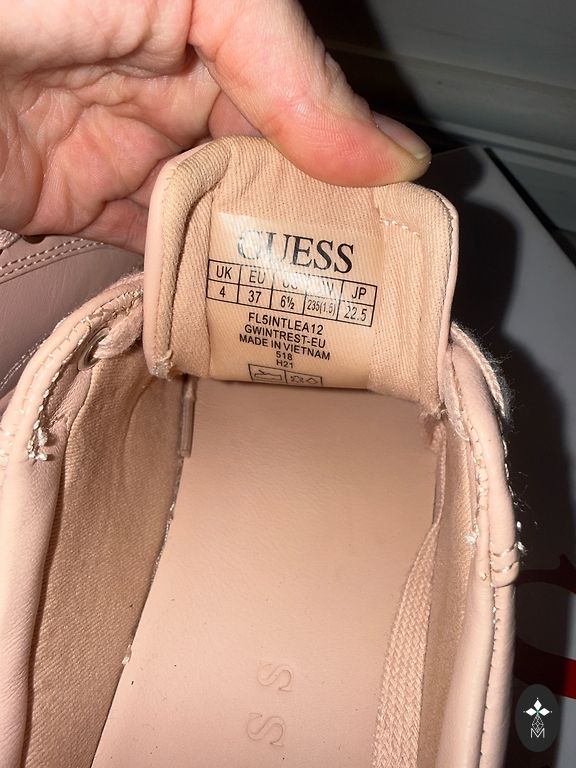 GUESS
UK EU US JP
4 37 6½ 235(1.5) 22.5
FL5INTLEA12
GWINTREST-EU
MADE IN VIETNAM
518
H21
S S
M